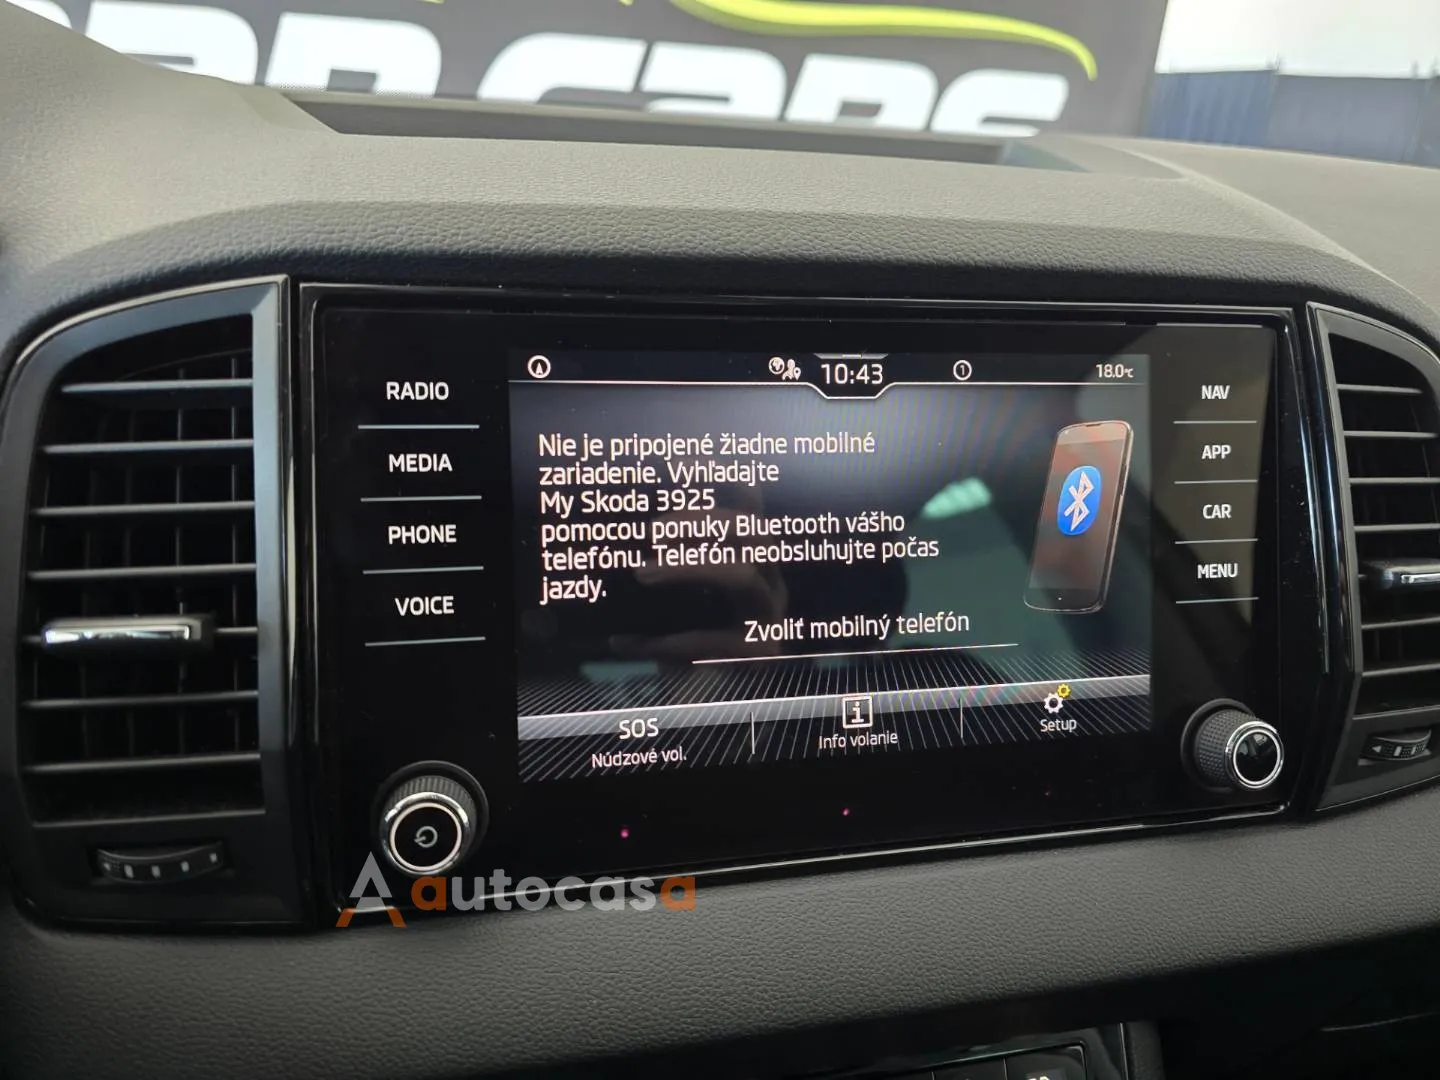 CARS
RADIO
MEDIA
PHONE
VOICE
10:43
1
18.0°C
Nie je pripojené žiadne mobilné
zariadenie. Vyhľadajte
My Skoda 3925
pomocou ponuky Bluetooth vášho
telefónu. Telefón neobsluhujte počas
jazdy.
Zvoliť mobilný telefón
SOS
Núdzové vol.
i
Info volanie
Setup
NAV
APP
CAR
MENU
autocasa